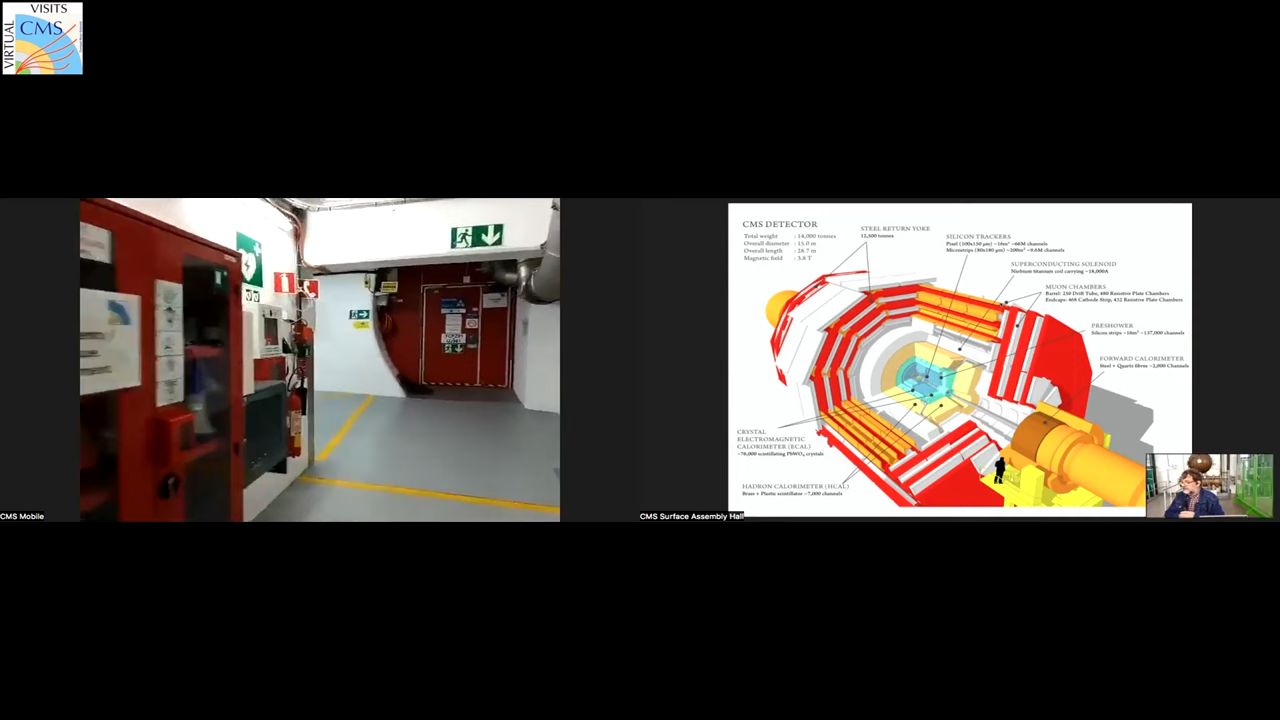 VISITS
CMS
VIRTUAL
CMS DETECTOR
Total weight : 14,000 tonnes
Overall diameter : 15.0 m
Overall length : 28.7 m
Magnetic field : 3.8 T
STEEL RETURN YOKE
12,500 tonnes
SILICON TRACKERS
Pixel (100x150 μm) ~16m² ~66M channels
Microstrips (80x180 μm) ~200m² ~9.6M channels
SUPERCONDUCTING SOLENOID
Niobium titanium coil carrying ~18,000A
MUON CHAMBERS
Barrel: 250 Drift Tube, 480 Resistive Plate Chambers
Endcaps: 468 Cathode Strip, 432 Resistive Plate Chambers
PRESHOWER
Silicon strips ~16m² ~137,000 channels
FORWARD CALORIMETER
Steel + Quartz fibres ~2,000 Channels
CRYSTAL
ELECTROMAGNETIC
CALORIMETER (ECAL)
~76,000 scintillating PbWO₄ crystals
HADRON CALORIMETER (HCAL)
Brass + Plastic scintillator ~7,000 channels
CMS Mobile
CMS Surface Assembly Hall